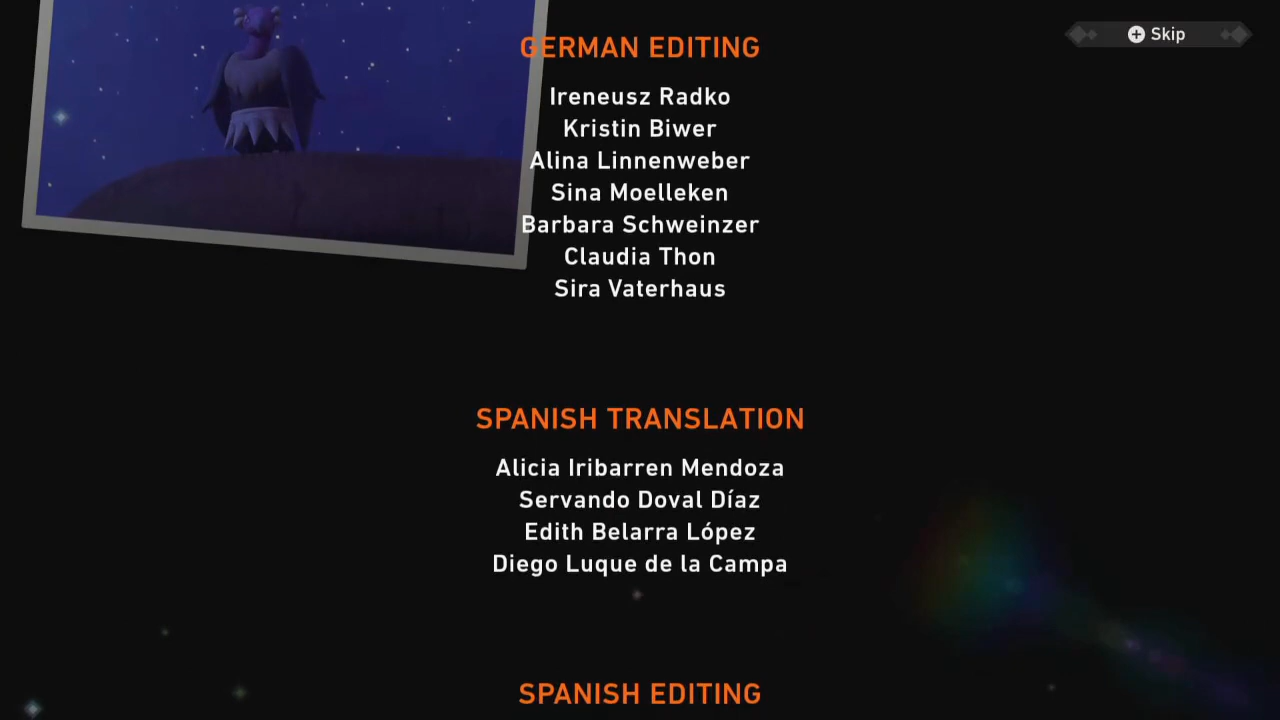 GERMAN EDITING
Skip
Ireneusz Radko
Kristin Biwer
Alina Linnenweber
Sina Moelleken
Barbara Schweinzer
Claudia Thon
Sira Vaterhaus
SPANISH TRANSLATION
Alicia Iribarren Mendoza
Servando Doval Díaz
Edith Belarra López
Diego Luque de la Campa
SPANISH EDITING